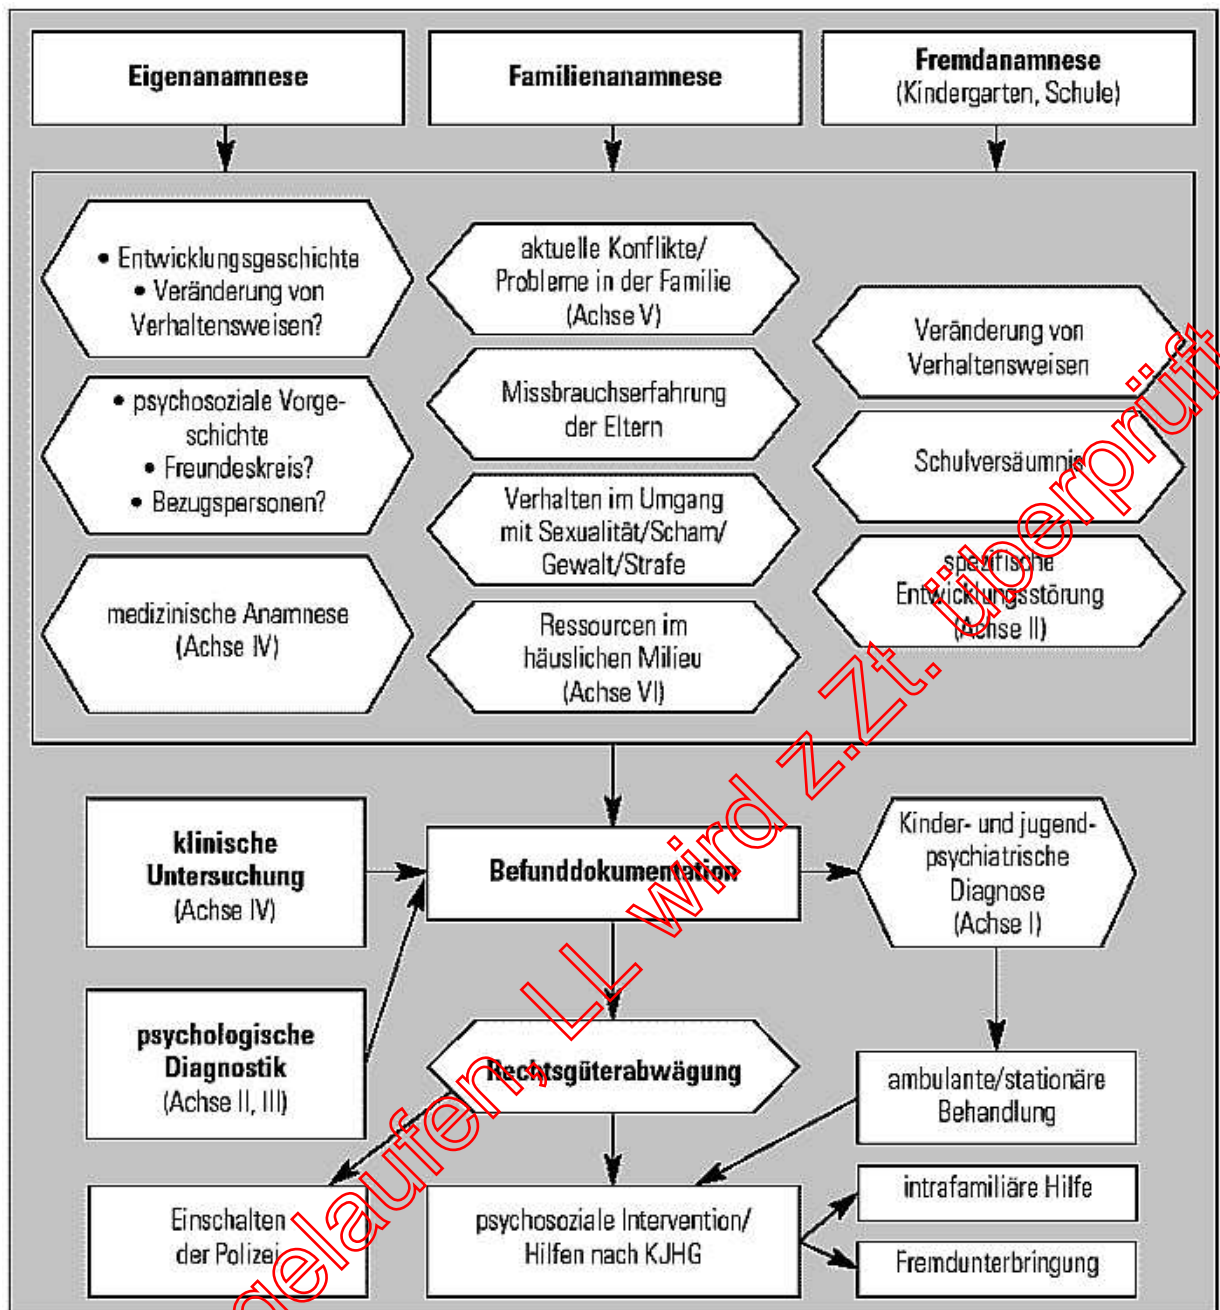 Eigenanamnese
Familienanamnese
Fremdanamnese
(Kindergarten, Schule)
• Entwicklungsgeschichte
• Veränderung von
Verhaltensweisen?
• psychosoziale Vorge-
schichte
• Freundeskreis?
• Bezugspersonen?
medizinische Anamnese
(Achse IV)
aktuelle Konflikte/
Probleme in der Familie
(Achse V)
Missbrauchserfahrung
der Eltern
Verhalten im Umgang
mit Sexualität/Scham/
Gewalt/Strafe
Ressourcen im
häuslichen Milieu
(Achse VI)
Veränderung von
Verhaltensweisen
Schulversäumnis
spezifische
Entwicklungsstörung
(Achse II)
klinische
Untersuchung
(Achse IV)
Befunddokumentation
Kinder- und jugend-
psychiatrische
Diagnose
(Achse I)
psychologische
Diagnostik
(Achse II, III)
Rechtsgüterabwägung
ambulante/stationäre
Behandlung
Einschalten
der Polizei
psychosoziale Intervention/
Hilfen nach KJHG
intrafamiliäre Hilfe
Fremdunterbringung
gelaufen, LL wird z.Zt. überprüft